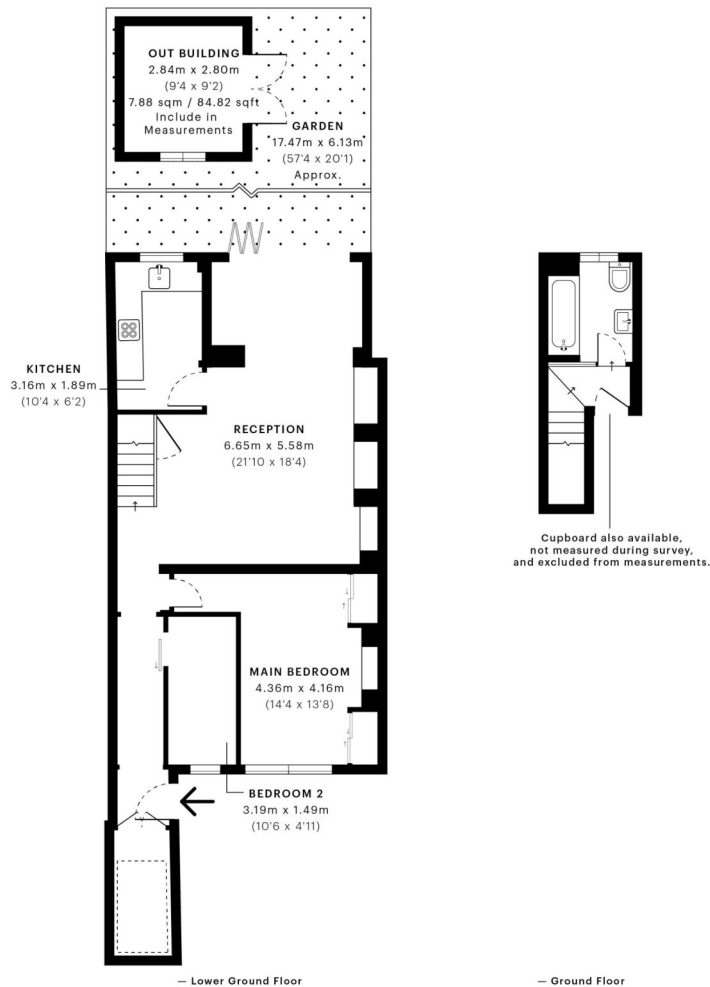 OUT BUILDING
2.84m x 2.80m
(9'4 x 9'2)
7.88 sqm / 84.82 sqft
Include in
Measurements
GARDEN
17.47m x 6.13m
(57'4 x 20'1)
Approx.
KITCHEN
3.16m x 1.89m
(10'4 x 6'2)
RECEPTION
6.65m x 5.58m
(21'10 x 18'4)
Cupboard also available,
not measured during survey,
and excluded from measurements.
MAIN BEDROOM
4.36m x 4.16m
(14'4 x 13'8)
BEDROOM 2
3.19m x 1.49m
(10'6 x 4'11)
— Lower Ground Floor
— Ground Floor